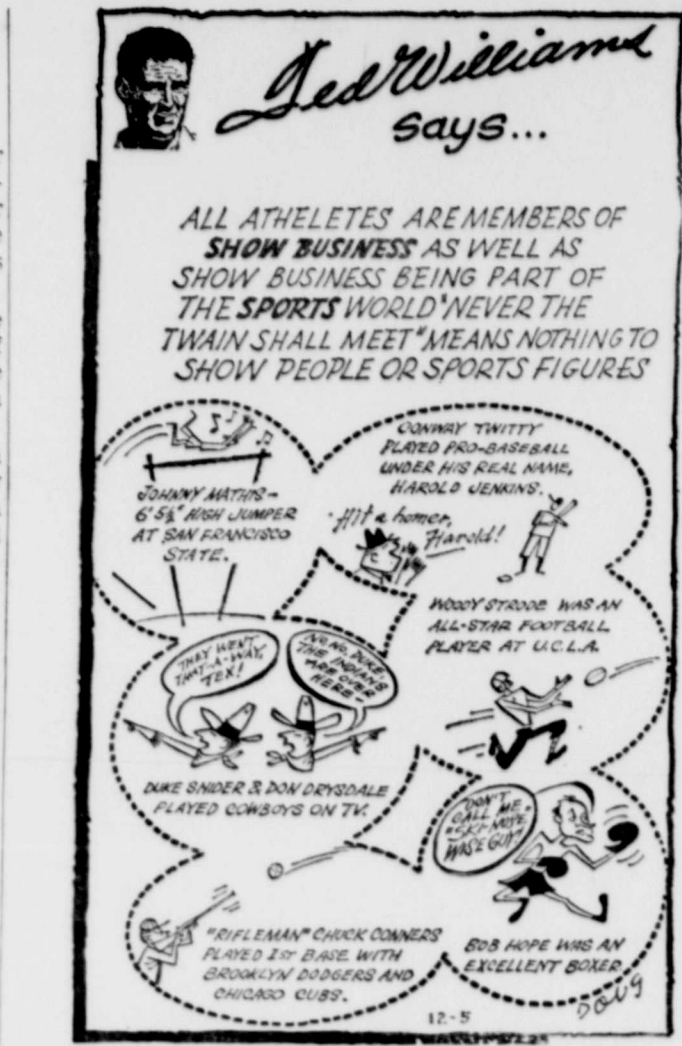 Ted Williams
says...
ALL ATHELETES ARE MEMBERS OF
SHOW BUSINESS AS WELL AS
SHOW BUSINESS BEING PART OF
THE SPORTS WORLD "NEVER THE
TWAIN SHALL MEET" MEANS NOTHING TO
SHOW PEOPLE OR SPORTS FIGURES
JOHNNY MATHIS -
6' 5½" HIGH JUMPER
AT SAN FRANCISCO
STATE.
CONWAY TWITTY
PLAYED PRO-BASEBALL
UNDER HIS REAL NAME,
HAROLD JENKINS.
Hit a homer,
Harold!
WOODY STRODE WAS AN
ALL-STAR FOOTBALL
PLAYER AT U.C.L.A.
THEY WENT
THAT-A-WAY,
TEX!
NO, NO, DUKE,
THE INDIANS
ARE OVER
HERE-
DUKE SNIDER & DON DRYSDALE
PLAYED COWBOYS ON TV.
DON'T
CALL ME
"SKI-NOSE,"
WISE GUY!
"RIFLEMAN" CHUCK CONNERS
PLAYED 1ST BASE WITH
BROOKLYN DODGERS AND
CHICAGO CUBS.
BOB HOPE WAS AN
EXCELLENT BOXER.
DOUG
12-5